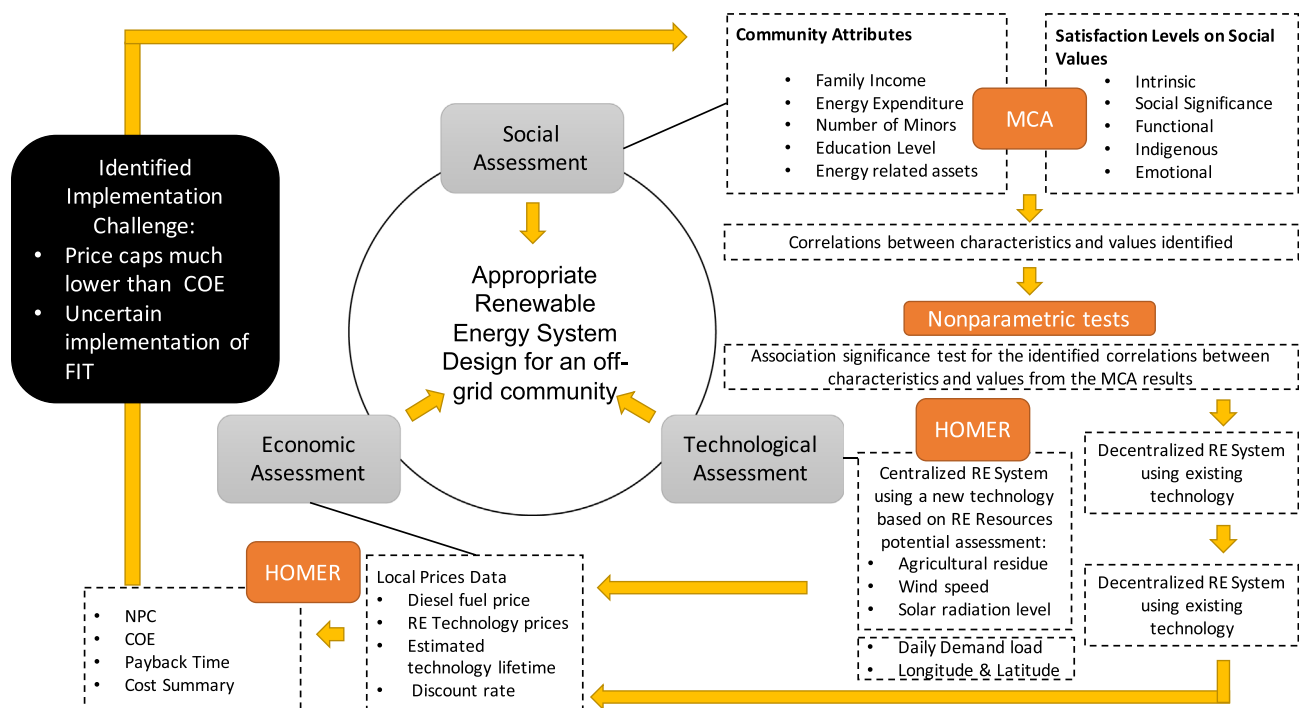 Identified
Implementation
Challenge:
• Price caps much
lower than COE
• Uncertain
implementation of
FIT
Social
Assessment
Appropriate
Renewable
Energy System
Design for an off-
grid community
Economic
Assessment
Technological
Assessment
Community Attributes
• Family Income
• Energy Expenditure
• Number of Minors
• Education Level
• Energy related assets
MCA
Satisfaction Levels on Social
Values
• Intrinsic
• Social Significance
• Functional
• Indigenous
• Emotional
Correlations between characteristics and values identified
Nonparametric tests
Association significance test for the identified correlations between
characteristics and values from the MCA results
HOMER
Centralized RE System
using a new technology
based on RE Resources
potential assessment:
• Agricultural residue
• Wind speed
• Solar radiation level
• Daily Demand load
• Longitude & Latitude
Decentralized RE System
using existing
technology
Decentralized RE System
using existing
technology
Local Prices Data
• Diesel fuel price
• RE Technology prices
• Estimated
technology lifetime
• Discount rate
HOMER
• NPC
• COE
• Payback Time
• Cost Summary